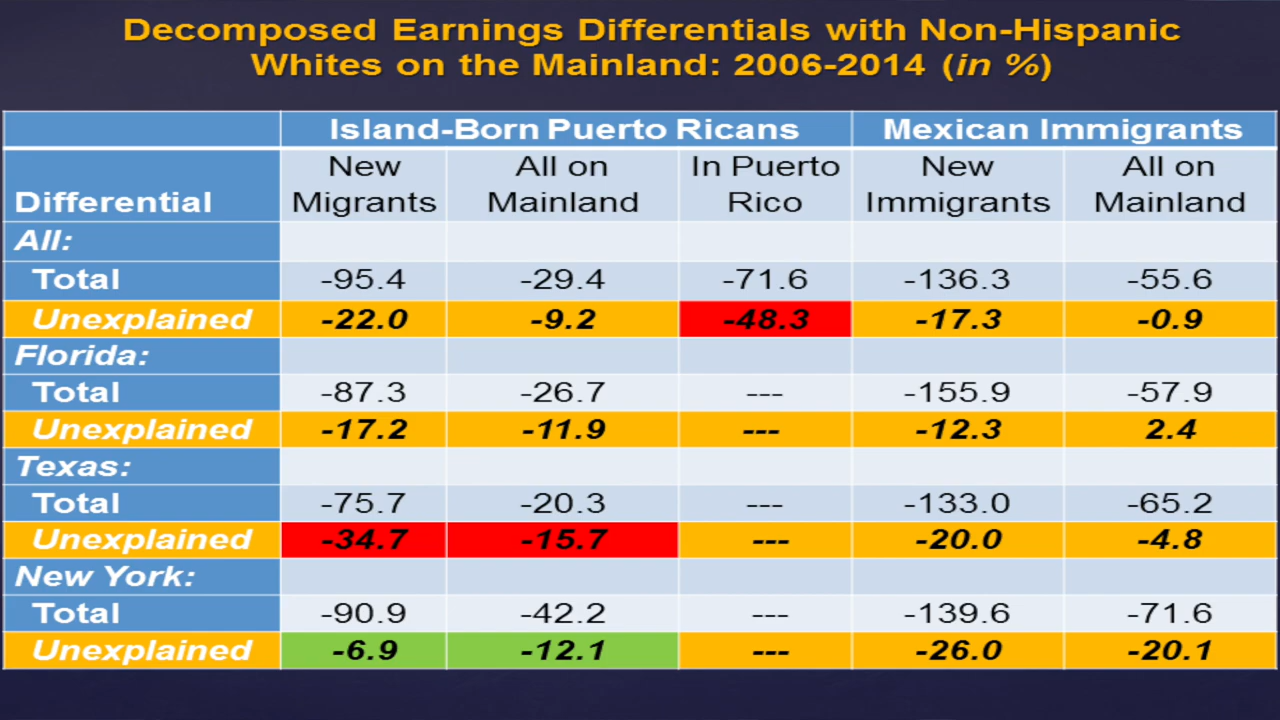 Decomposed Earnings Differentials with Non-Hispanic
Whites on the Mainland: 2006-2014 (in %)
Island-Born Puerto Ricans Mexican Immigrants
Differential New Migrants All on Mainland In Puerto Rico New Immigrants All on Mainland
All:
Total -95.4 -29.4 -71.6 -136.3 -55.6
Unexplained -22.0 -9.2 -48.3 -17.3 -0.9
Florida:
Total -87.3 -26.7 --- -155.9 -57.9
Unexplained -17.2 -11.9 --- -12.3 2.4
Texas:
Total -75.7 -20.3 --- -133.0 -65.2
Unexplained -34.7 -15.7 --- -20.0 -4.8
New York:
Total -90.9 -42.2 --- -139.6 -71.6
Unexplained -6.9 -12.1 --- -26.0 -20.1